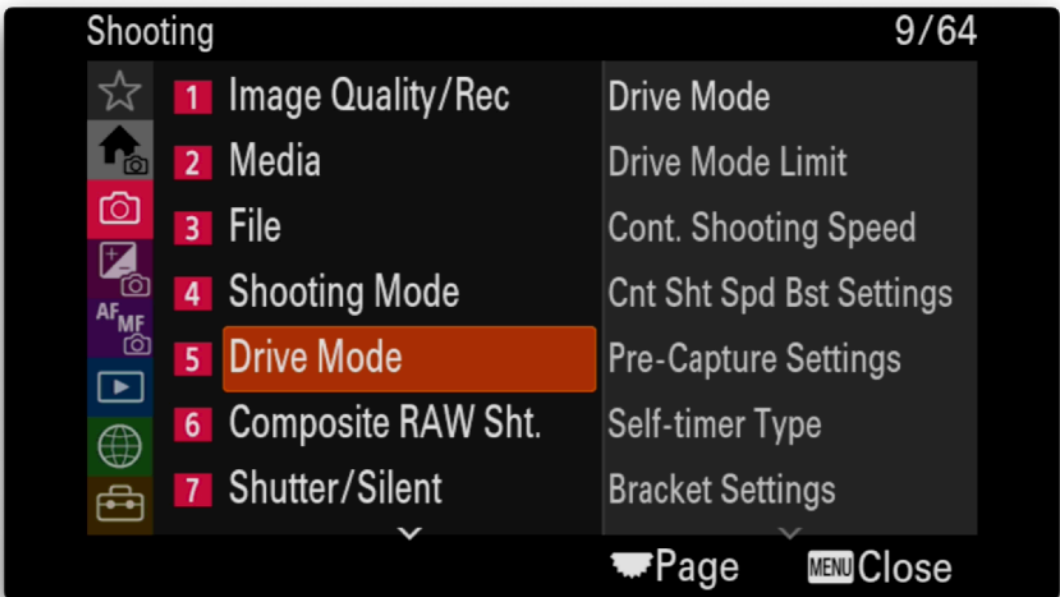 Shooting 9/64
1 Image Quality/Rec
2 Media
3 File
4 Shooting Mode
5 Drive Mode
6 Composite RAW Sht.
7 Shutter/Silent
AF MF
Drive Mode
Drive Mode Limit
Cont. Shooting Speed
Cnt Sht Spd Bst Settings
Pre-Capture Settings
Self-timer Type
Bracket Settings
Page MENU Close